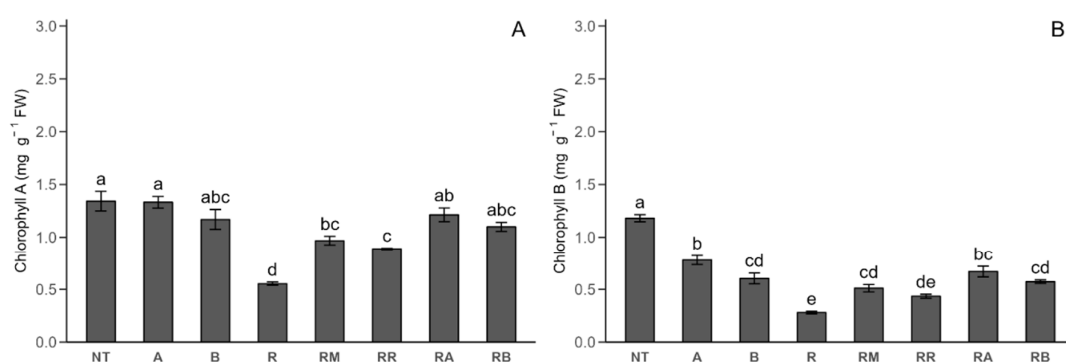 A
Chlorophyll A (mg g⁻¹ FW)
3.0
2.5
2.0
1.5
1.0
0.5
0.0
a a abc d bc c ab abc
NT A B R RM RR RA RB
B
Chlorophyll B (mg g⁻¹ FW)
3.0
2.5
2.0
1.5
1.0
0.5
0.0
a b cd e cd de bc cd
NT A B R RM RR RA RB